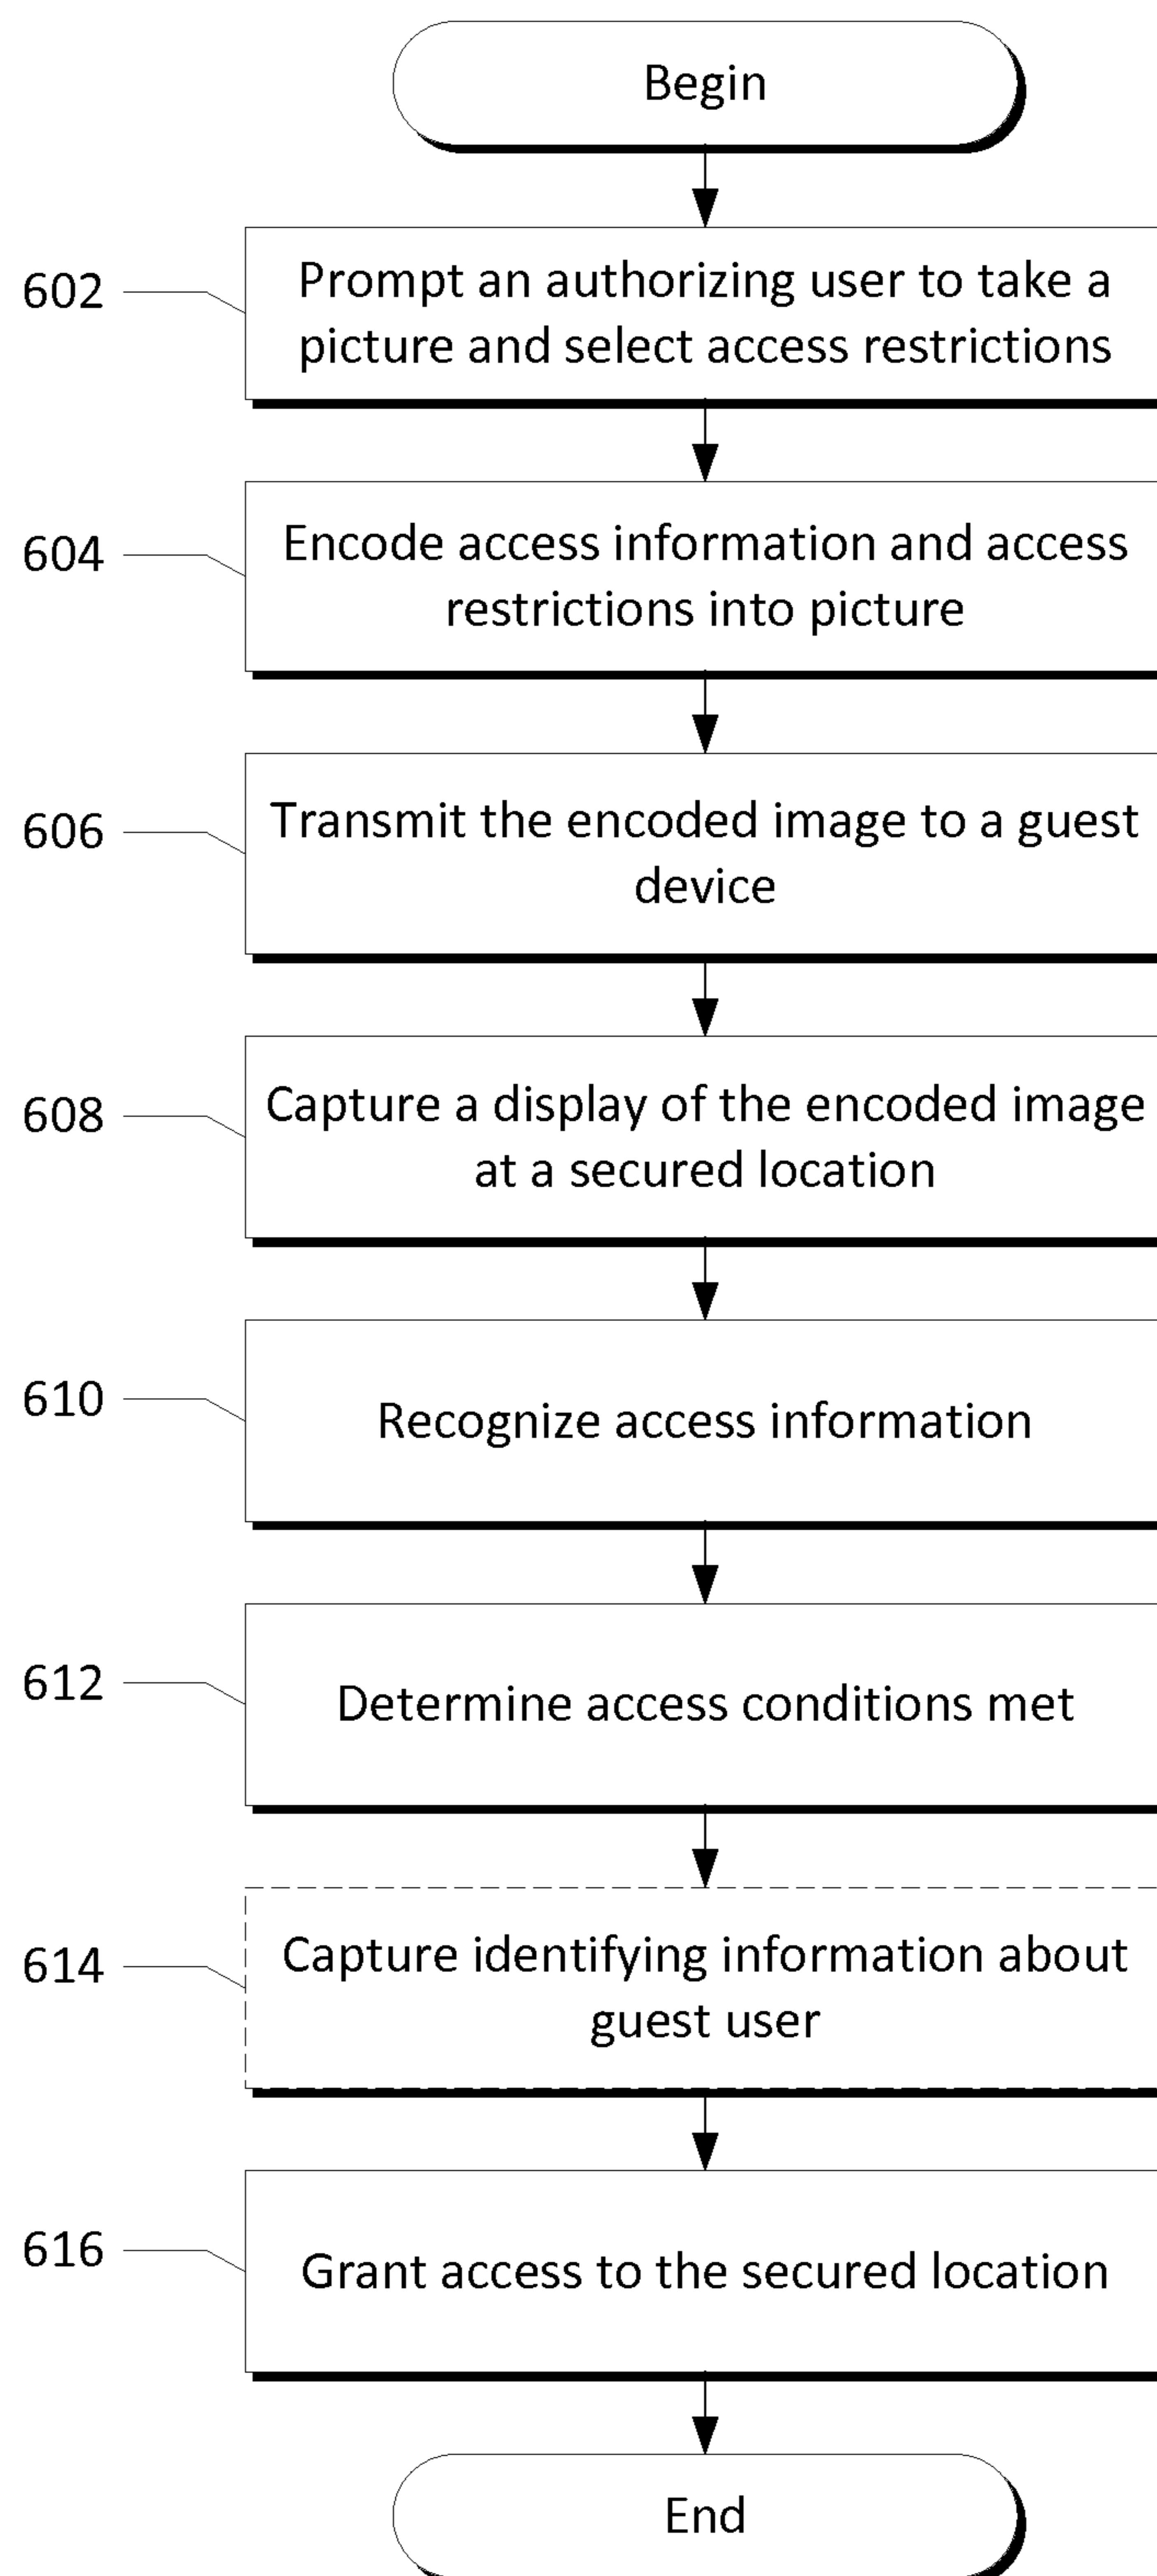 Begin
602
Prompt an authorizing user to take a
picture and select access restrictions
604
Encode access information and access
restrictions into picture
606
Transmit the encoded image to a guest
device
608
Capture a display of the encoded image
at a secured location
610
Recognize access information
612
Determine access conditions met
614
Capture identifying information about
guest user
616
Grant access to the secured location
End